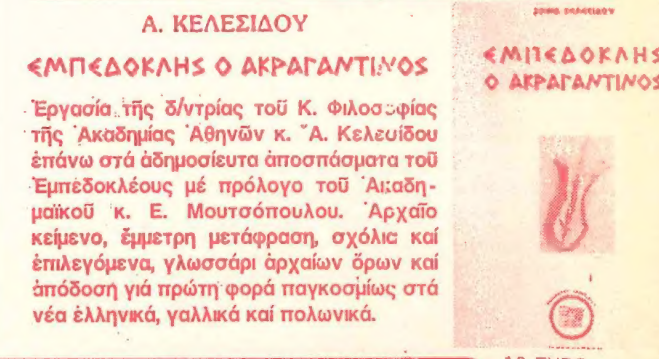 Α. ΚΕΛΕΣΙΔΟΥ
ΕΜΠΕΔΟΚΛΗΣ Ο ΑΚΡΑΓΑΝΤΙΝΟΣ
Ἐργασία τῆς δ/ντρίας τοῦ Κ. Φιλοσοφίας
τῆς Ἀκαδημίας Ἀθηνῶν κ. Ἄ. Κελεσίδου
ἐπάνω στά ἀδημοσίευτα ἀποσπάσματα τοῦ
Ἐμπεδοκλέους μέ πρόλογο τοῦ Ἀκαδη-
μαϊκοῦ κ. Ε. Μουτσόπουλου. Ἀρχαῖο
κείμενο, ἔμμετρη μετάφραση, σχόλια καί
ἐπιλεγόμενα, γλωσσάρι ἀρχαίων ὅρων καί
ἀπόδοση γιά πρώτη φορά παγκοσμίως στά
νέα ἑλληνικά, γαλλικά καί πολωνικά.
ΕΜΠΕΔΟΚΛΗΣ
Ο ΑΚΡΑΓΑΝΤΙΝΟΣ